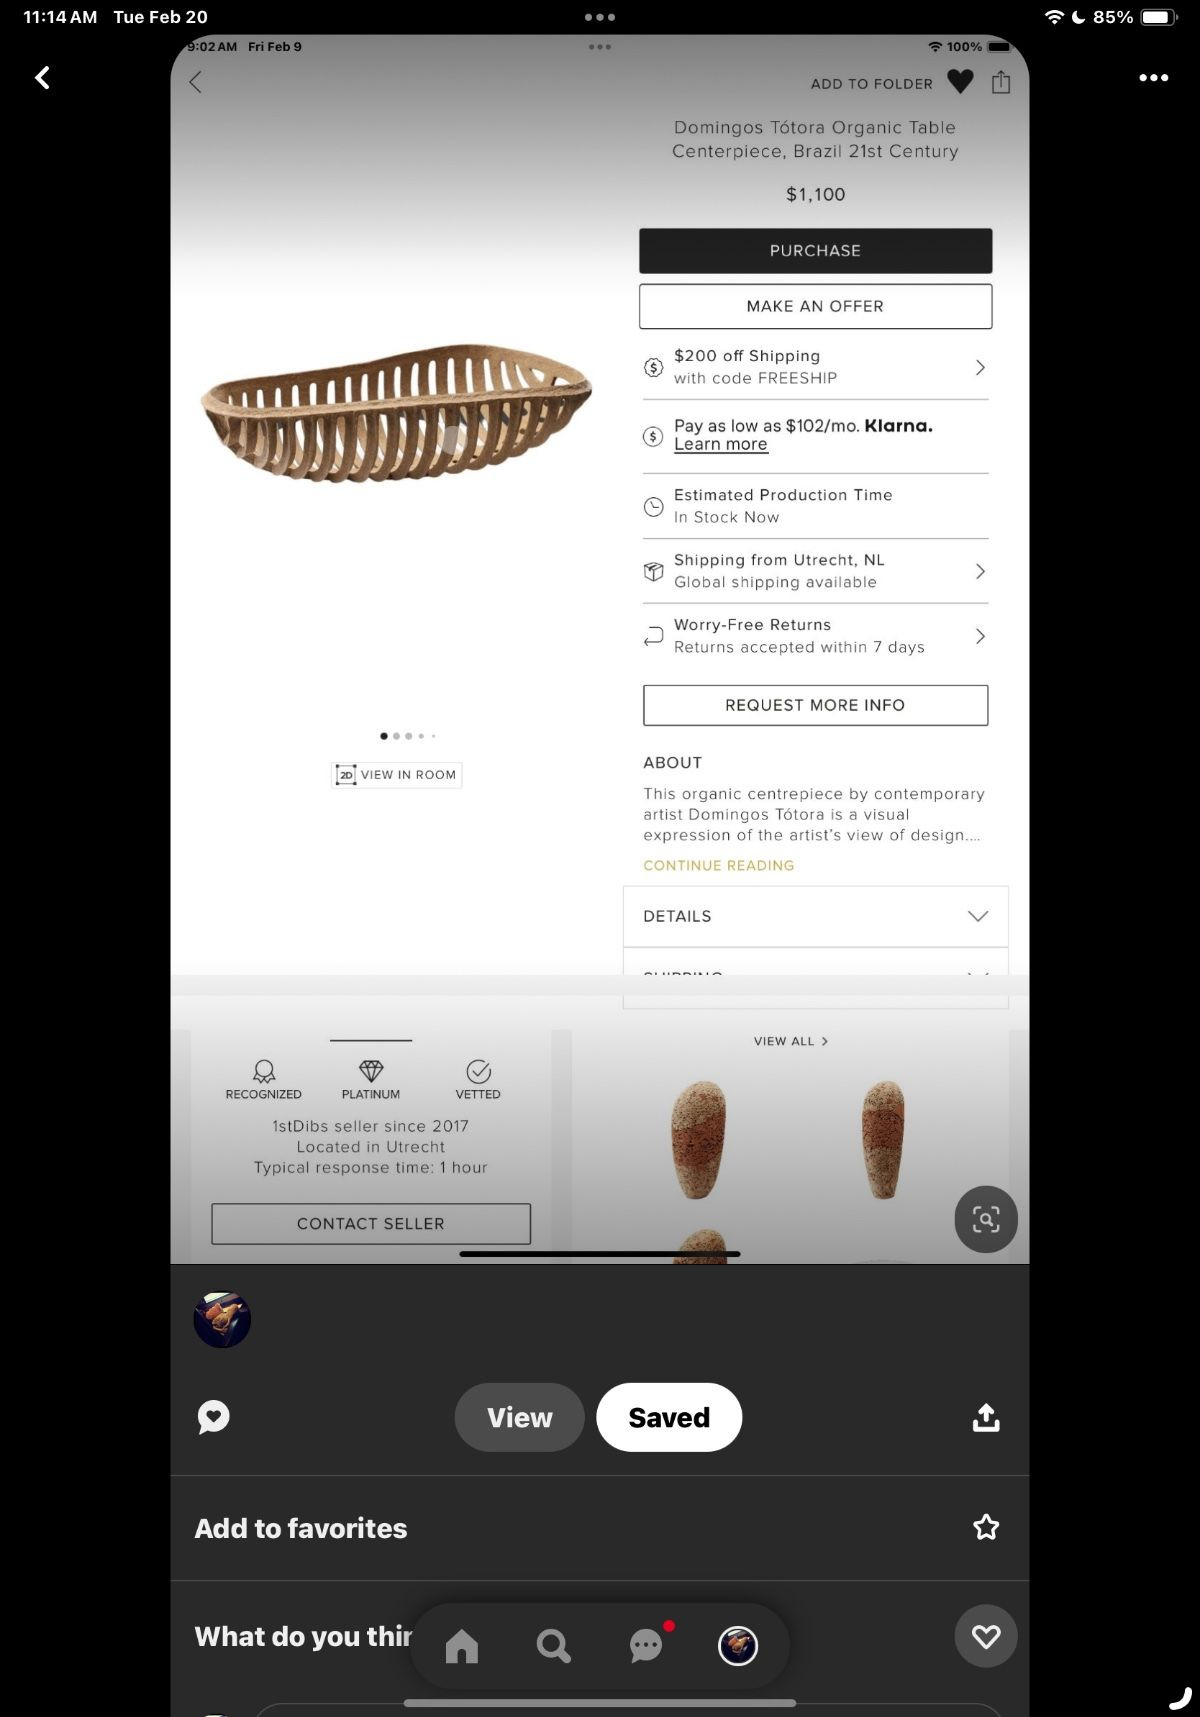 11:14 AM Tue Feb 20
85%
9:02 AM Fri Feb 9
100%
ADD TO FOLDER
Domingos Tótora Organic Table
Centerpiece, Brazil 21st Century
$1,100
PURCHASE
MAKE AN OFFER
$200 off Shipping
with code FREESHIP
Pay as low as $102/mo. Klarna.
Learn more
Estimated Production Time
In Stock Now
Shipping from Utrecht, NL
Global shipping available
Worry-Free Returns
Returns accepted within 7 days
REQUEST MORE INFO
2D VIEW IN ROOM
ABOUT
This organic centrepiece by contemporary
artist Domingos Tótora is a visual
expression of the artist's view of design....
CONTINUE READING
DETAILS
SHIPPING
VIEW ALL >
RECOGNIZED
PLATINUM
VETTED
1stDibs seller since 2017
Located in Utrecht
Typical response time: 1 hour
CONTACT SELLER
View
Saved
Add to favorites
What do you thin